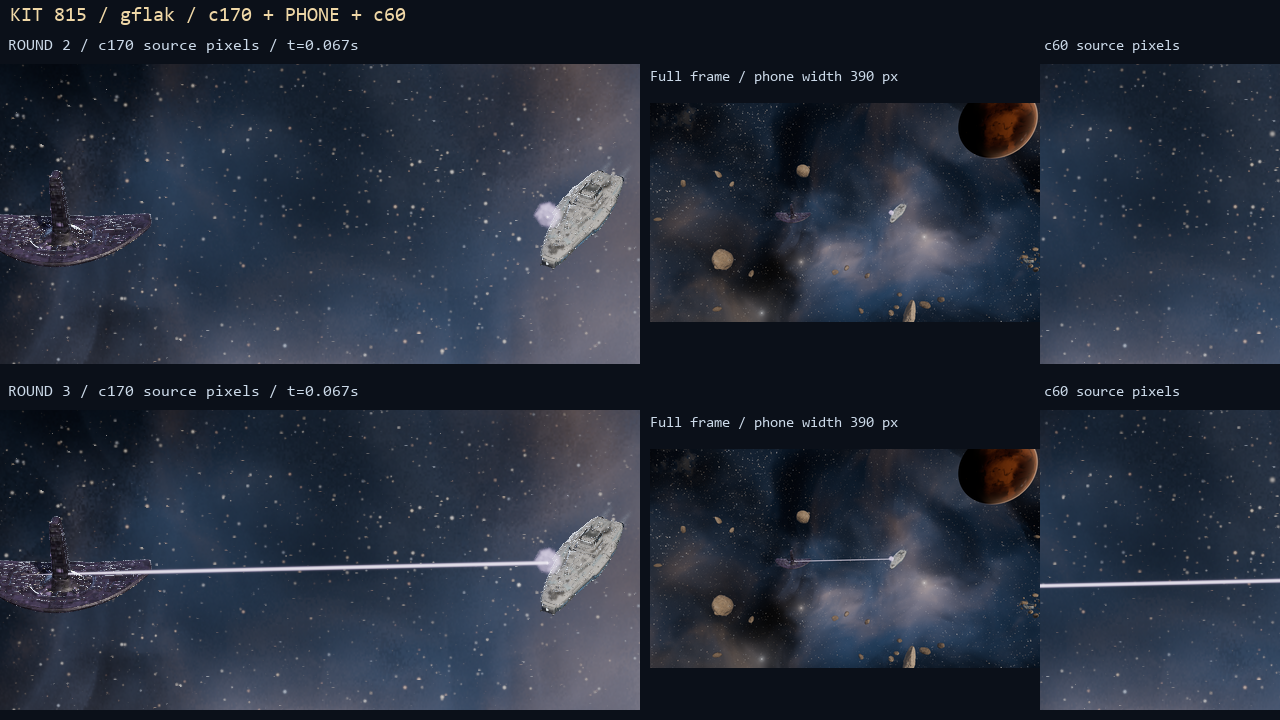 KIT 815 / gflak / c170 + PHONE + c60
ROUND 2 / c170 source pixels / t=0.067s
c60 source pixels
Full frame / phone width 390 px
ROUND 3 / c170 source pixels / t=0.067s
c60 source pixels
Full frame / phone width 390 px